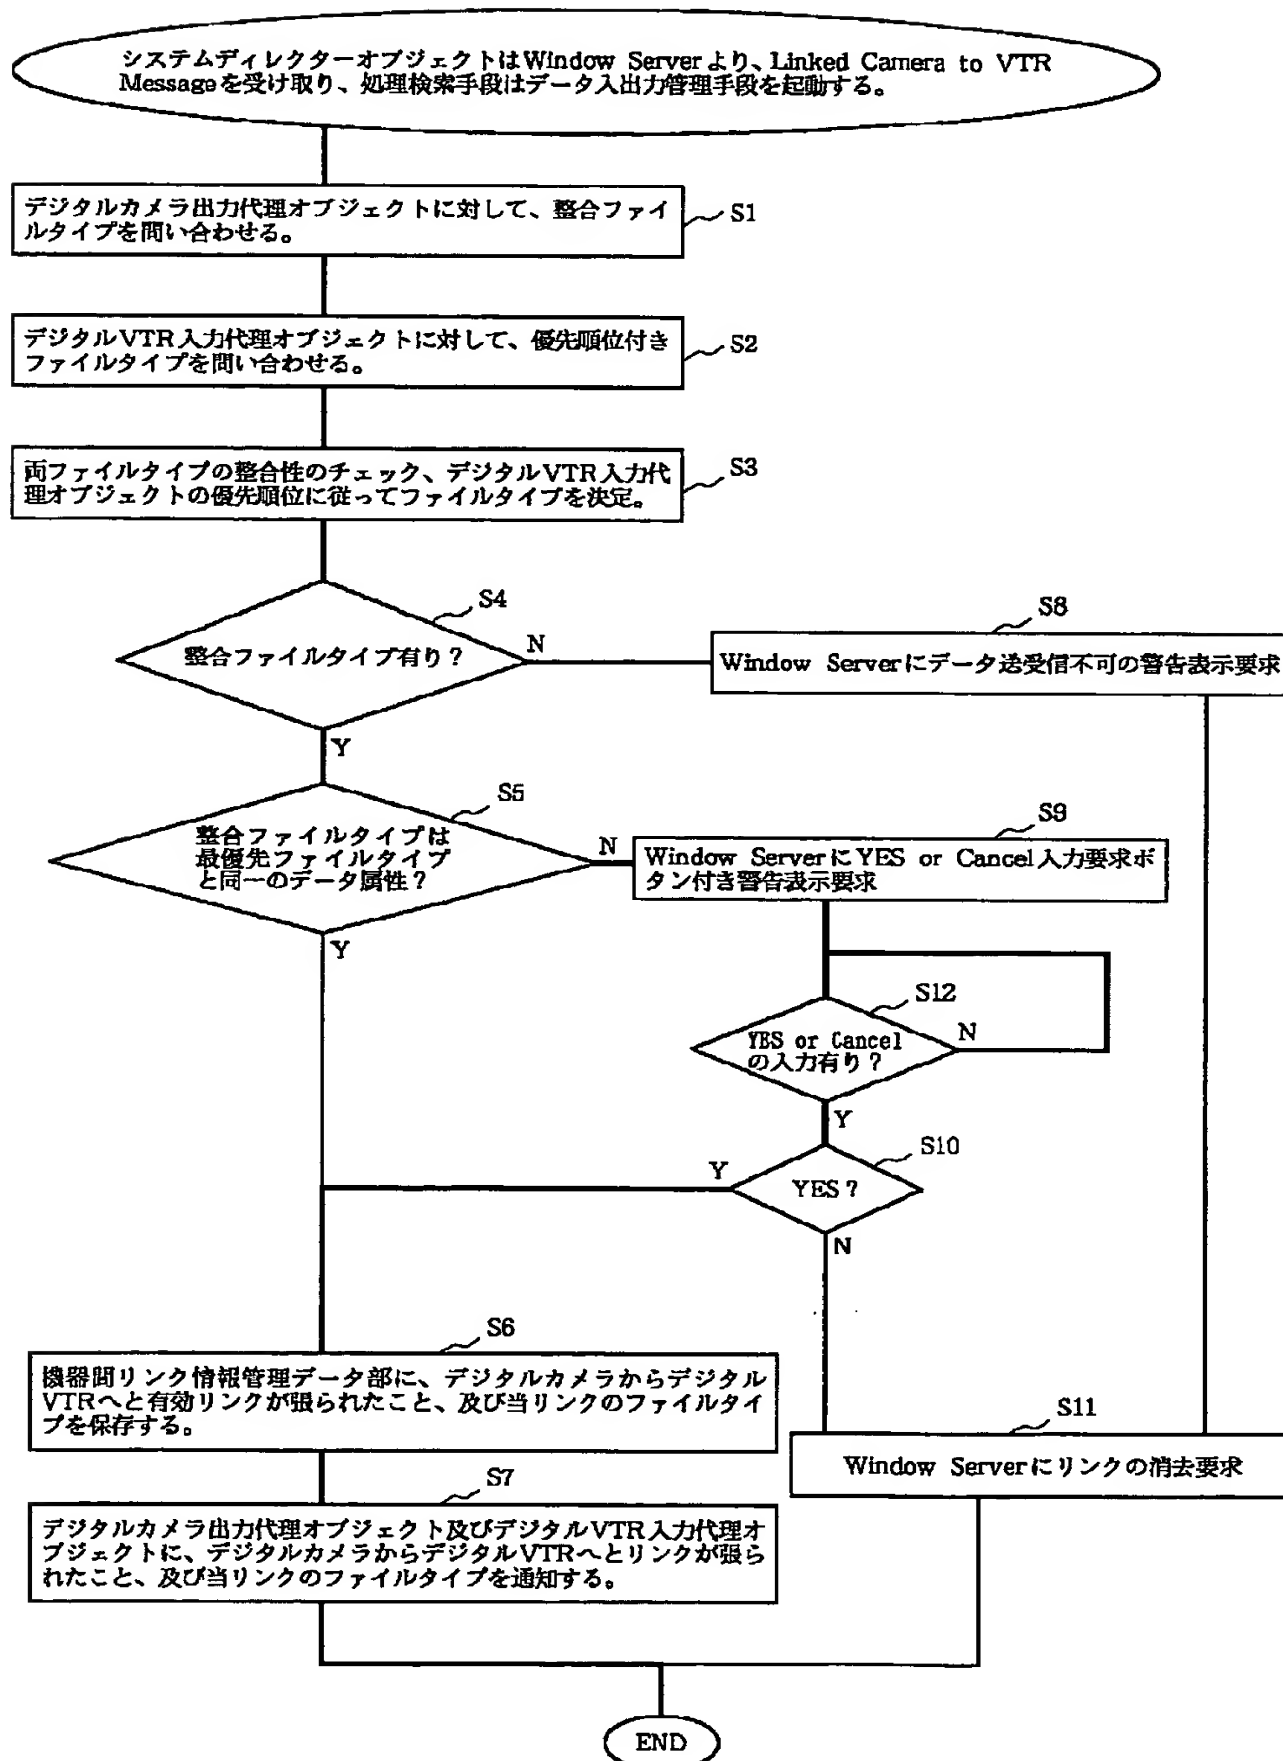 システムディレクターオブジェクトはWindow Serverより、Linked Camera to VTR
Messageを受け取り、処理検索手段はデータ入出力管理手段を起動する。
デジタルカメラ出力代理オブジェクトに対して、整合ファイ
ルタイプを問い合わせる。
S1
デジタルVTR入力代理オブジェクトに対して、優先順位付き
ファイルタイプを問い合わせる。
S2
両ファイルタイプの整合性のチェック、デジタルVTR入力代
理オブジェクトの優先順位に従ってファイルタイプを決定。
S3
S4
整合ファイルタイプ有り?
N
Y
S8
Window Serverにデータ送受信不可の警告表示要求
S5
整合ファイルタイプは
最優先ファイルタイプ
と同一のデータ属性?
N
Y
S9
Window ServerにYES or Cancel入力要求ボ
タン付き警告表示要求
S12
YES or Cancel
の入力有り?
N
Y
S10
YES?
Y
N
S6
機器間リンク情報管理データ部に、デジタルカメラからデジタル
VTRへと有効リンクが張られたこと、及び当リンクのファイルタイ
プを保存する。
S11
Window Serverにリンクの消去要求
S7
デジタルカメラ出力代理オブジェクト及びデジタルVTR入力代理オ
ブジェクトに、デジタルカメラからデジタルVTRへとリンクが張ら
れたこと、及び当リンクのファイルタイプを通知する。
END